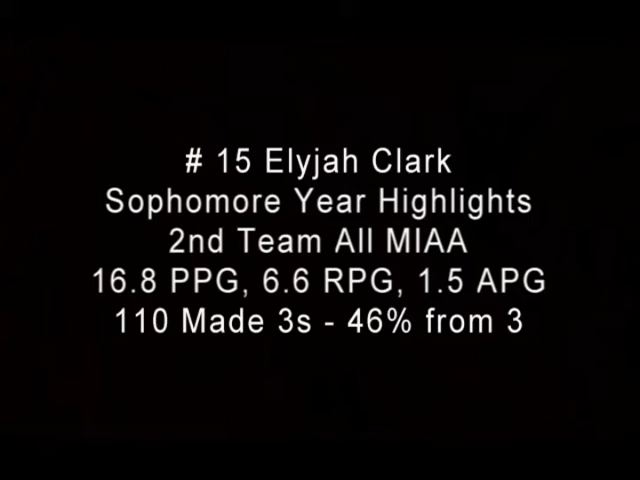 # 15 Elyjah Clark
Sophomore Year Highlights
2nd Team All MIAA
16.8 PPG, 6.6 RPG, 1.5 APG
110 Made 3s - 46% from 3